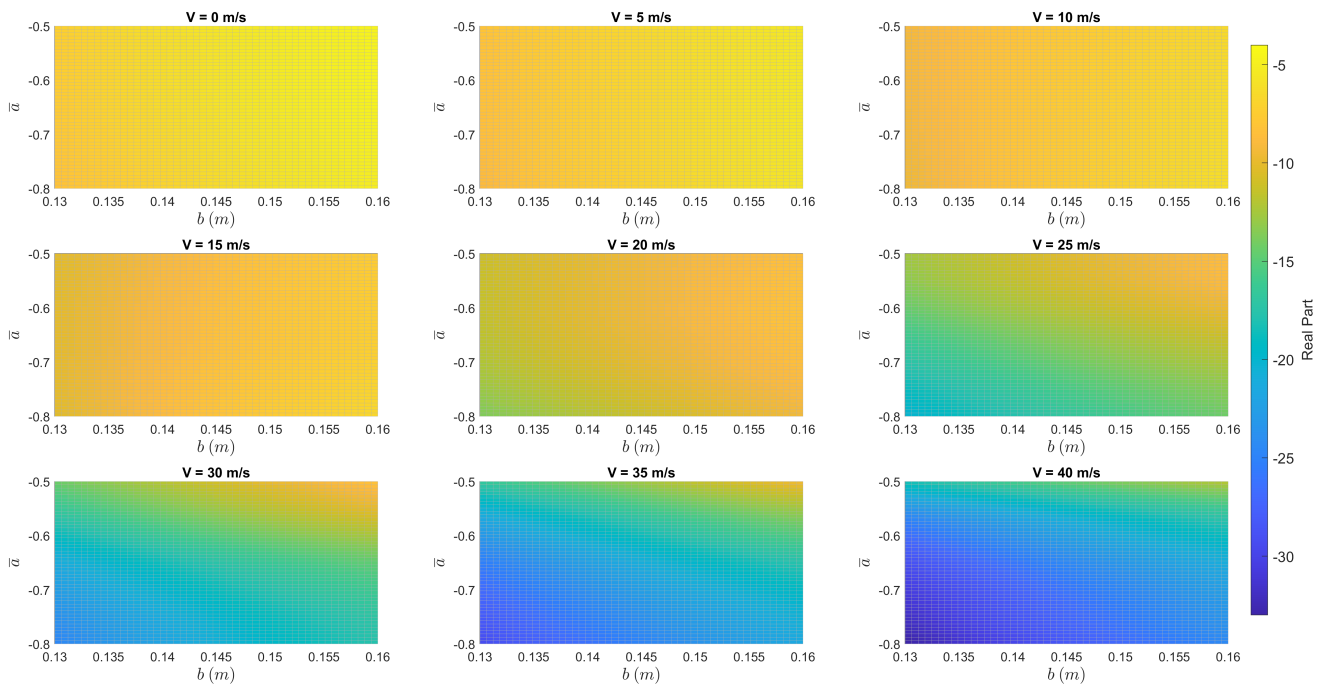 V = 0 m/s V = 5 m/s V = 10 m/s
-0.5 -0.5 -0.5
-5
-0.6 -0.6 -0.6
a̅ a̅ a̅
-0.7 -0.7 -0.7
-10
-0.8 -0.8 -0.8
0.13 0.135 0.14 0.145 0.15 0.155 0.16 0.13 0.135 0.14 0.145 0.15 0.155 0.16 0.13 0.135 0.14 0.145 0.15 0.155 0.16
b (m) b (m) b (m)
V = 15 m/s V = 20 m/s V = 25 m/s
-0.5 -0.5 -0.5
-15
-0.6 -0.6 -0.6
a̅ a̅ a̅
Real Part
-0.7 -0.7 -0.7
-20
-0.8 -0.8 -0.8
0.13 0.135 0.14 0.145 0.15 0.155 0.16 0.13 0.135 0.14 0.145 0.15 0.155 0.16 0.13 0.135 0.14 0.145 0.15 0.155 0.16
b (m) b (m) b (m)
-25
V = 30 m/s V = 35 m/s V = 40 m/s
-0.5 -0.5 -0.5
-0.6 -0.6 -0.6
-30
a̅ a̅ a̅
-0.7 -0.7 -0.7
-0.8 -0.8 -0.8
0.13 0.135 0.14 0.145 0.15 0.155 0.16 0.13 0.135 0.14 0.145 0.15 0.155 0.16 0.13 0.135 0.14 0.145 0.15 0.155 0.16
b (m) b (m) b (m)